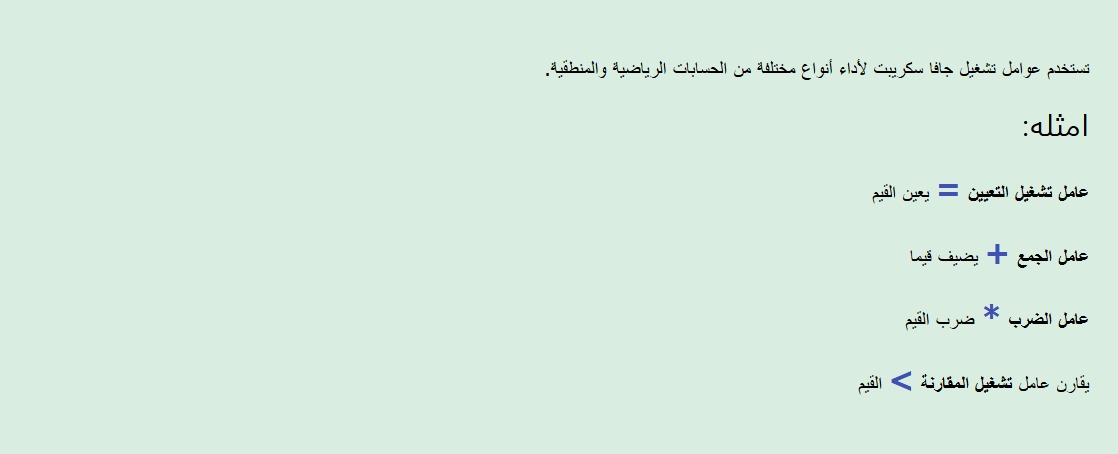 تستخدم عوامل تشغيل جافا سكريبت لأداء أنواع مختلفة من الحسابات الرياضية والمنطقية.
امثله:
عامل تشغيل التعيين = يعين القيم
عامل الجمع + يضيف قيما
عامل الضرب * ضرب القيم
يقارن عامل تشغيل المقارنة < القيم